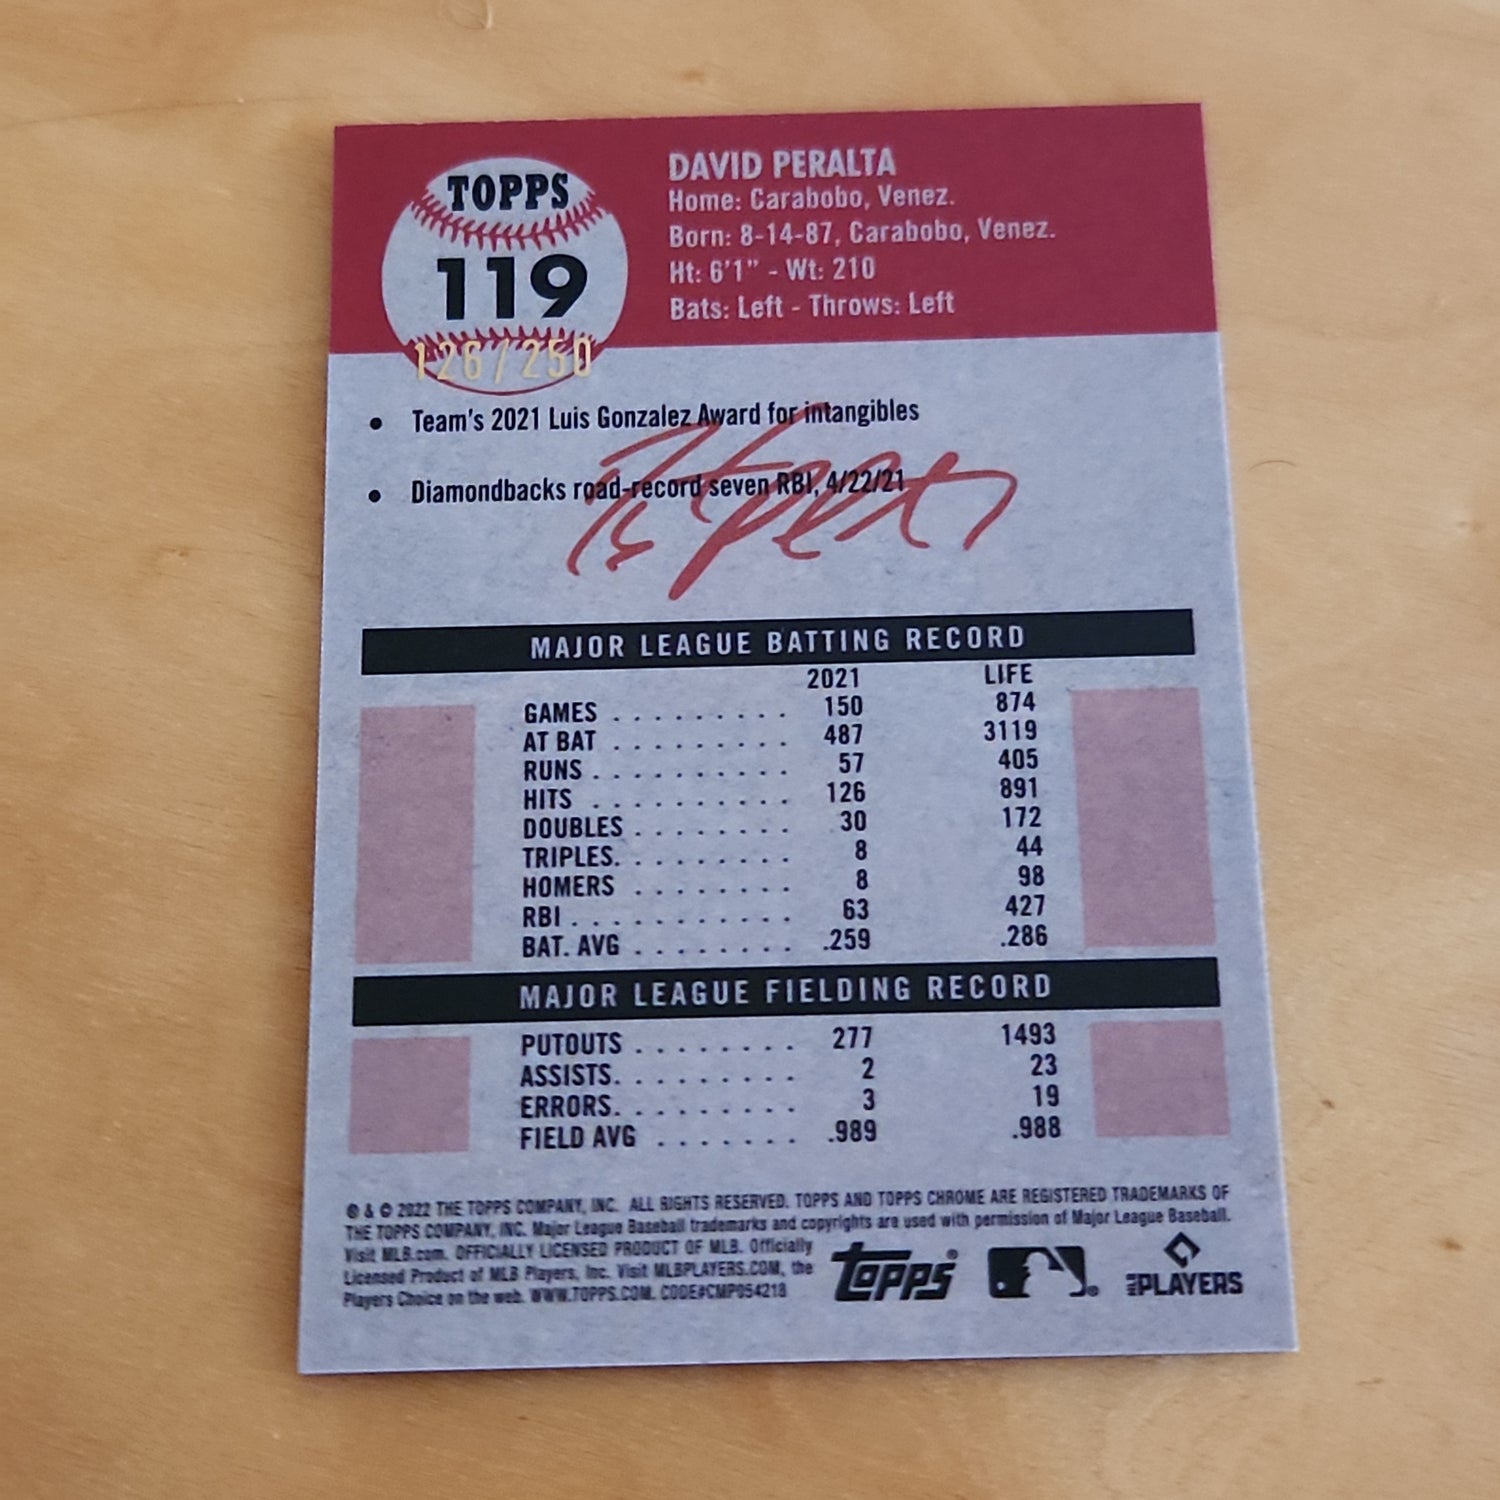 TOPPS
119
126/250
DAVID PERALTA
Home: Carabobo, Venez.
Born: 8-14-87, Carabobo, Venez.
Ht: 6'1" - Wt: 210
Bats: Left - Throws: Left
• Team's 2021 Luis Gonzalez Award for intangibles
• Diamondbacks road-record seven RBI, 4/22/21
MAJOR LEAGUE BATTING RECORD
2021 LIFE
GAMES . . . . . . . . . 150 874
AT BAT . . . . . . . . . 487 3119
RUNS . . . . . . . . . . 57 405
HITS . . . . . . . . . . 126 891
DOUBLES . . . . . . . . 30 172
TRIPLES. . . . . . . . . 8 44
HOMERS . . . . . . . . 8 98
RBI . . . . . . . . . . . 63 427
BAT. AVG . . . . . . . . .259 .286
MAJOR LEAGUE FIELDING RECORD
PUTOUTS . . . . . . . . 277 1493
ASSISTS. . . . . . . . . 2 23
ERRORS. . . . . . . . . 3 19
FIELD AVG . . . . . . . .989 .988
® & © 2022 THE TOPPS COMPANY, INC. ALL RIGHTS RESERVED. TOPPS AND TOPPS CHROME ARE REGISTERED TRADEMARKS OF
THE TOPPS COMPANY, INC. Major League Baseball trademarks and copyrights are used with permission of Major League Baseball.
Visit MLB.com. OFFICIALLY LICENSED PRODUCT OF MLB. Officially
Licensed Product of MLB Players, Inc. Visit MLBPLAYERS.COM, the
Players Choice on the web. WWW.TOPPS.COM. CODE#CMP054218
topps®
MLB PLAYERS